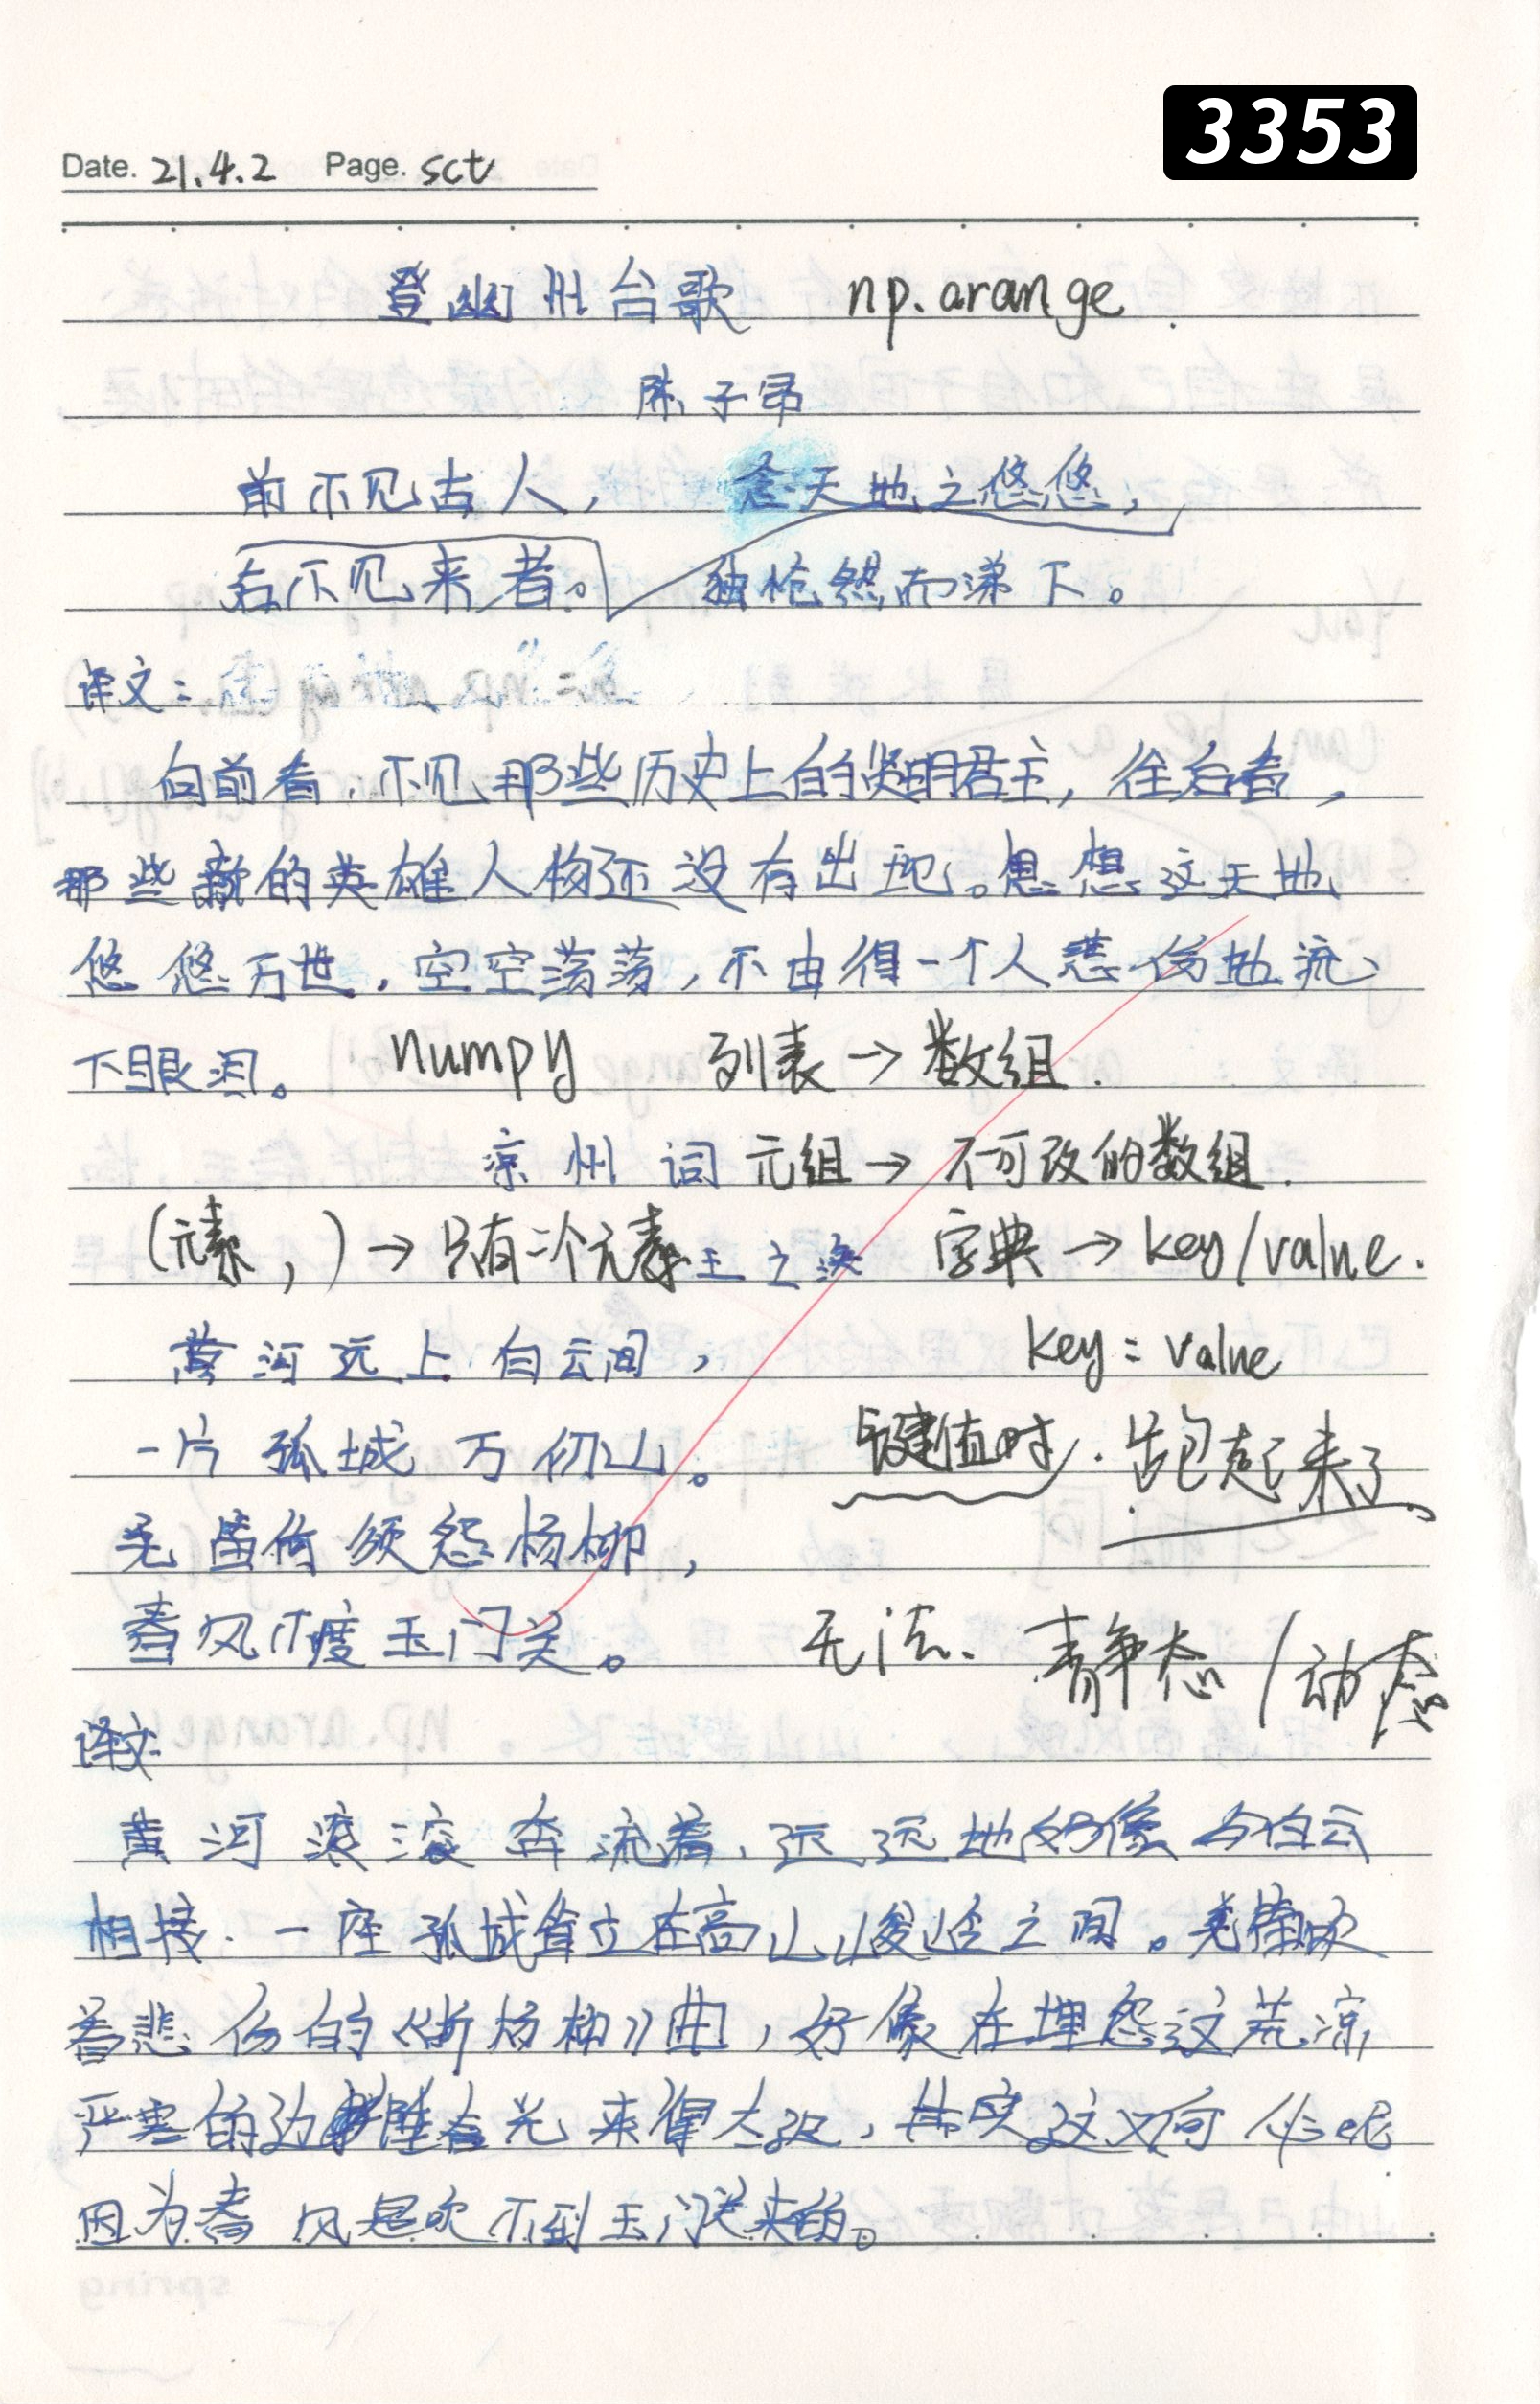 3353
Date. 21.4.2 Page. sct
登幽州台歌 np.arange
陈子昂
前不见古人， 念天地之悠悠，
后不见来者。 独怆然而涕下。
译文：
向前看，不见那些历史上的贤明君主，往后看，
那些新的英雄人物还没有出现。想想这天地
悠悠万世，空空荡荡，不由得一个人悲伤地流
下眼泪。 numpy 列表→数组.
凉州词 元组→不可改的数组.
(元素，)→只有一个元素 王之涣 字典→key/value.
黄河远上白云间， key：value
一片孤城万仞山。 键值对. 包起来了
羌笛何须怨杨柳，
春风不度玉门关。 无法、静态/动态
译文
黄河滚滚奔流着，远远地好像与白云
相接.一座孤城耸立在高山峻岭之间。羌笛吹
着悲伤的《折杨柳》曲，好像在埋怨这荒凉
严寒的边 春光来得太迟，其实这又何 呢
因为春风是吹不到玉门关来的。